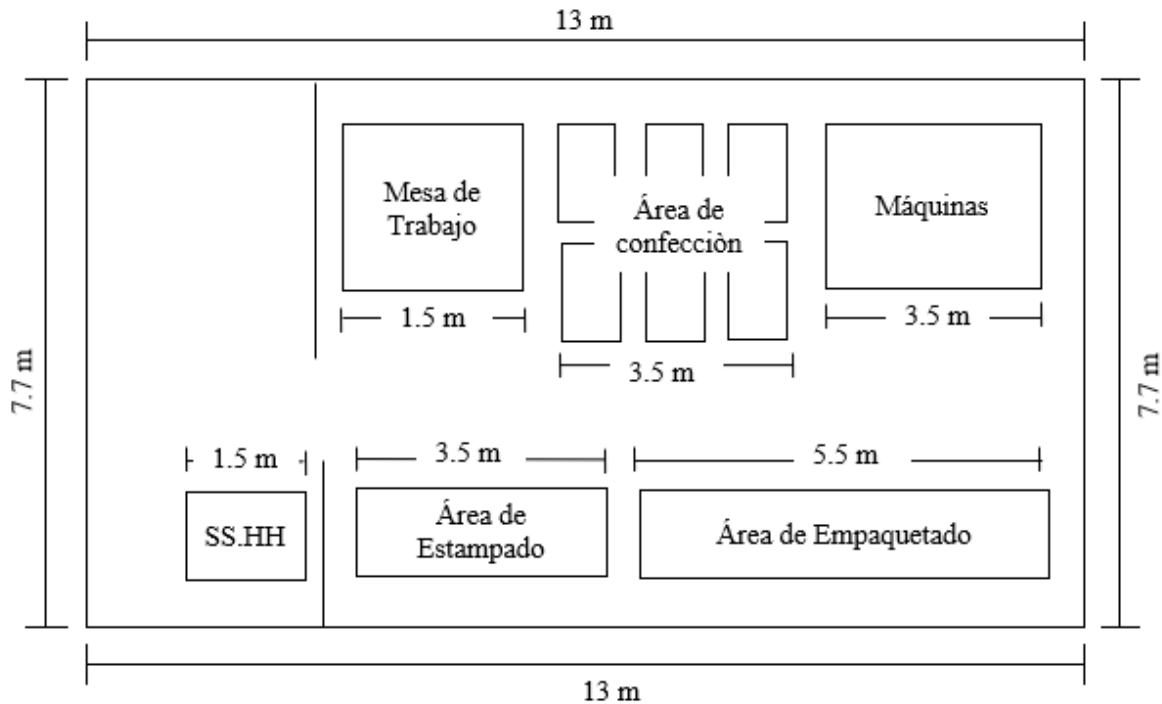 13 m
7.7 m
7.7 m
Mesa de
Trabajo
Área de
confecciòn
Máquinas
1.5 m
3.5 m
3.5 m
1.5 m
3.5 m
5.5 m
SS.HH
Área de
Estampado
Área de Empaquetado
13 m